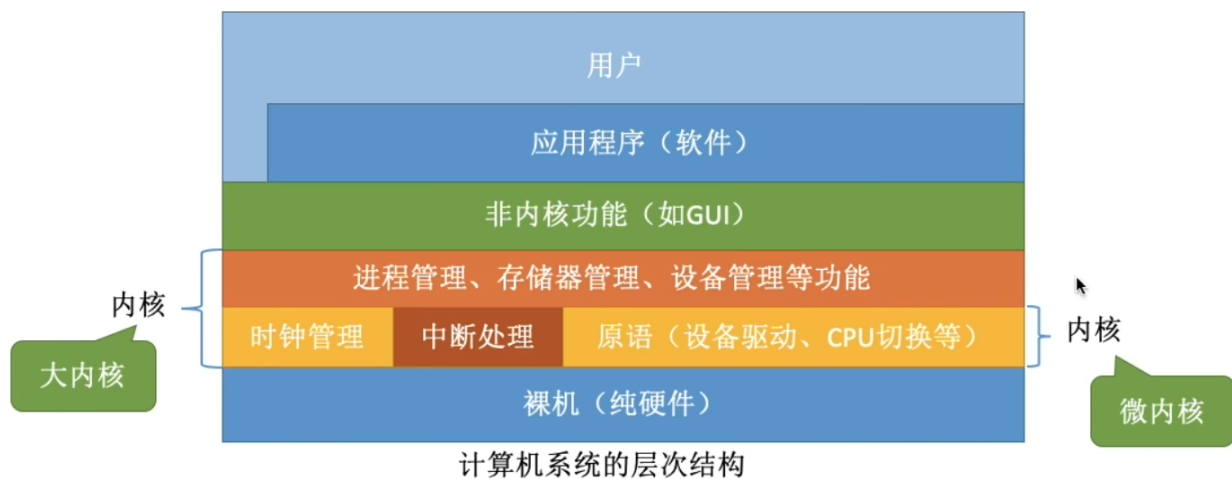 用户
应用程序（软件）
非内核功能（如GUI）
进程管理、存储器管理、设备管理等功能
内核
时钟管理
中断处理
原语（设备驱动、CPU切换等）
内核
大内核
裸机（纯硬件）
微内核
计算机系统的层次结构